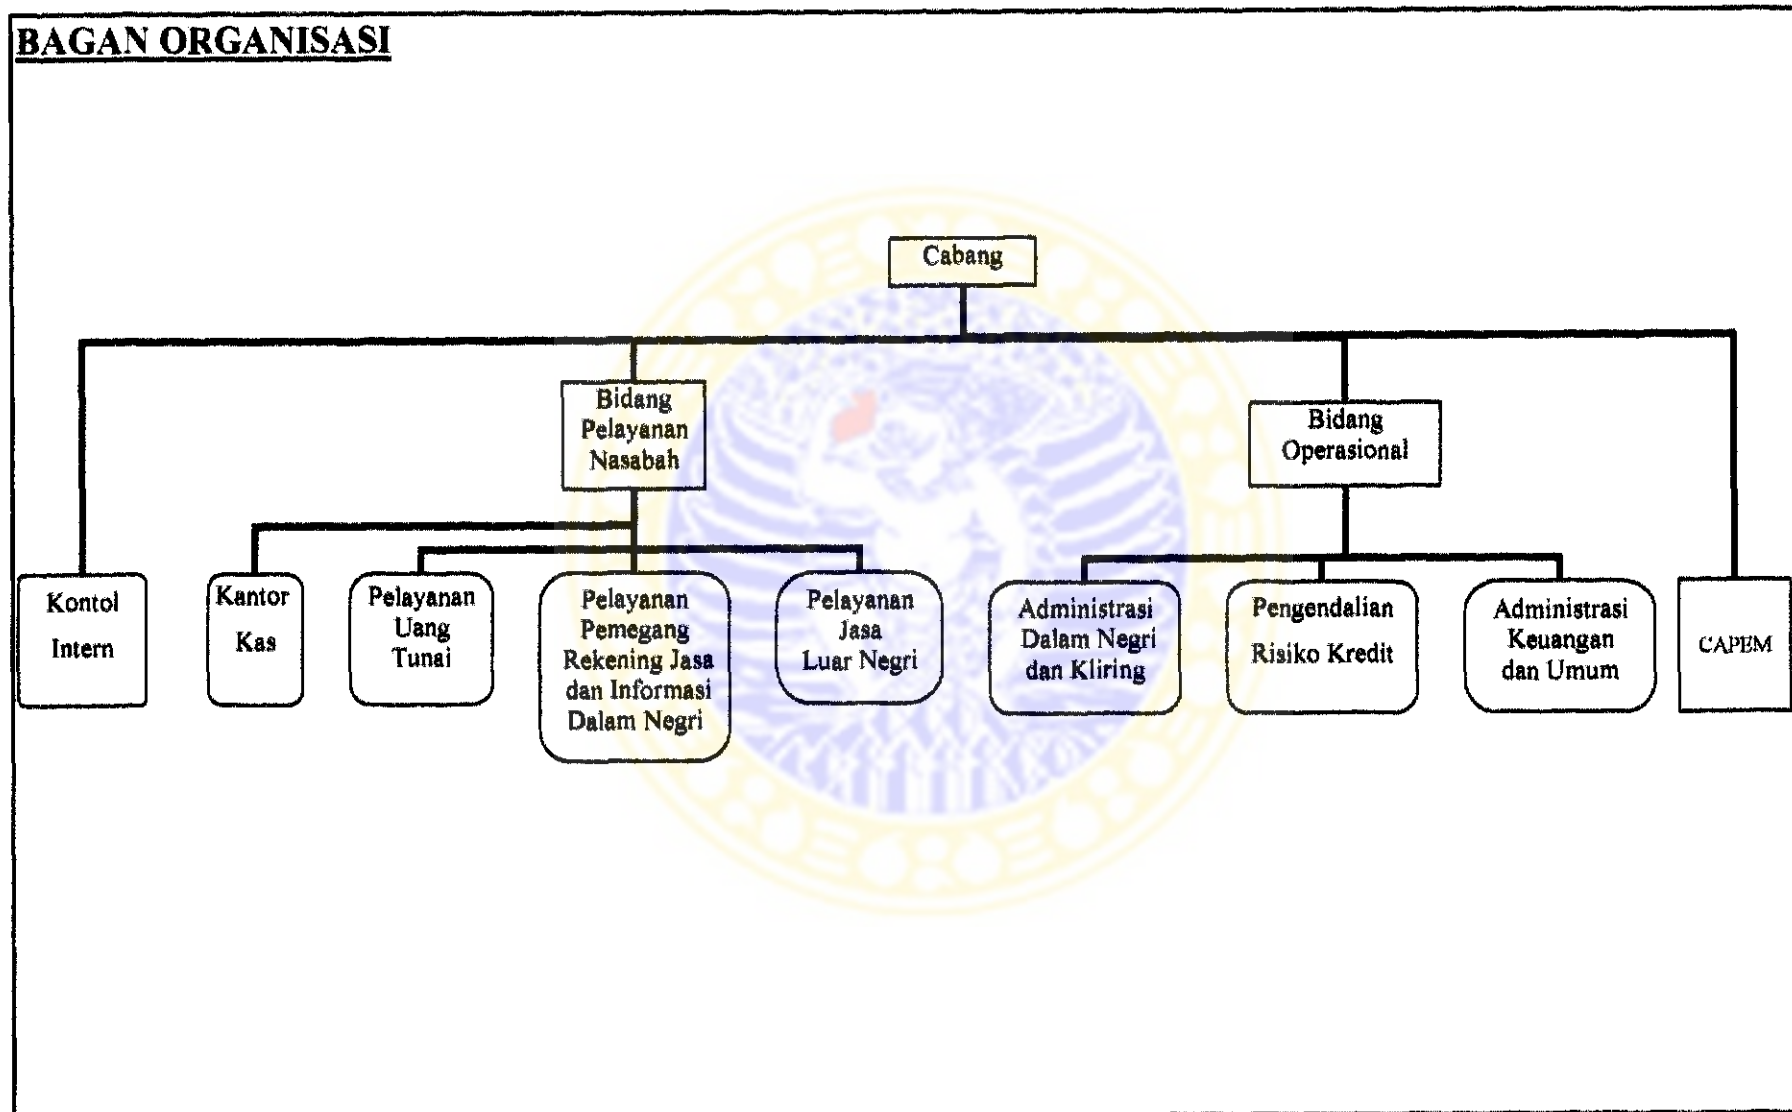 BAGAN ORGANISASI
Cabang
Bidang
Pelayanan
Nasabah
Bidang
Operasional
Kontol
Intern
Kantor
Kas
Pelayanan
Uang
Tunai
Pelayanan
Pemegang
Rekening Jasa
dan Informasi
Dalam Negri
Pelayanan
Jasa
Luar Negri
Administrasi
Dalam Negri
dan Kliring
Pengendalian
Risiko Kredit
Administrasi
Keuangan
dan Umum
CAPEM